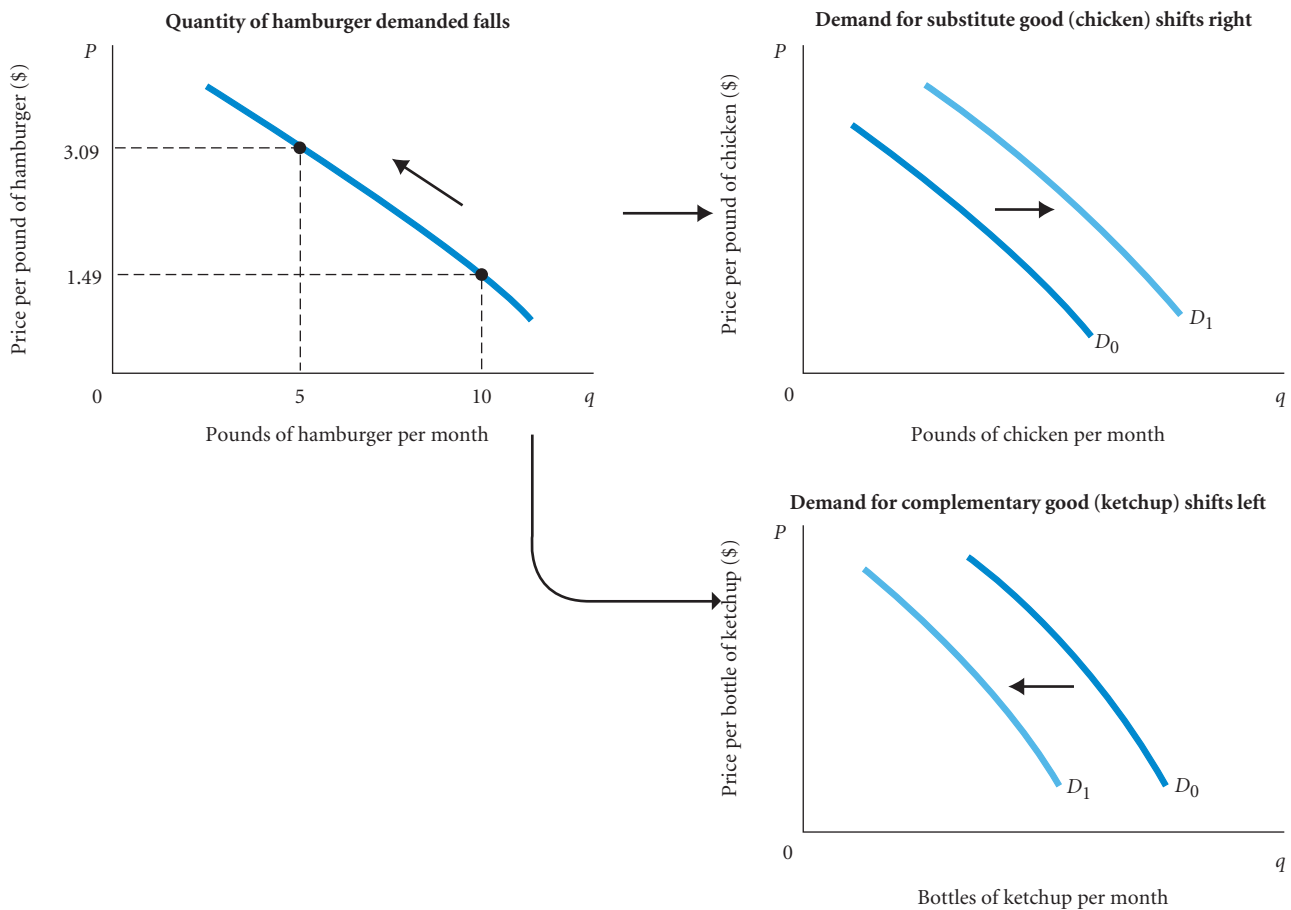 Quantity of hamburger demanded falls
P
Price per pound of hamburger ($)
3.09
1.49
0
5
10
q
Pounds of hamburger per month
Demand for substitute good (chicken) shifts right
P
Price per pound of chicken ($)
D1
D0
0
q
Pounds of chicken per month
Demand for complementary good (ketchup) shifts left
P
Price per bottle of ketchup ($)
D1
D0
0
q
Bottles of ketchup per month